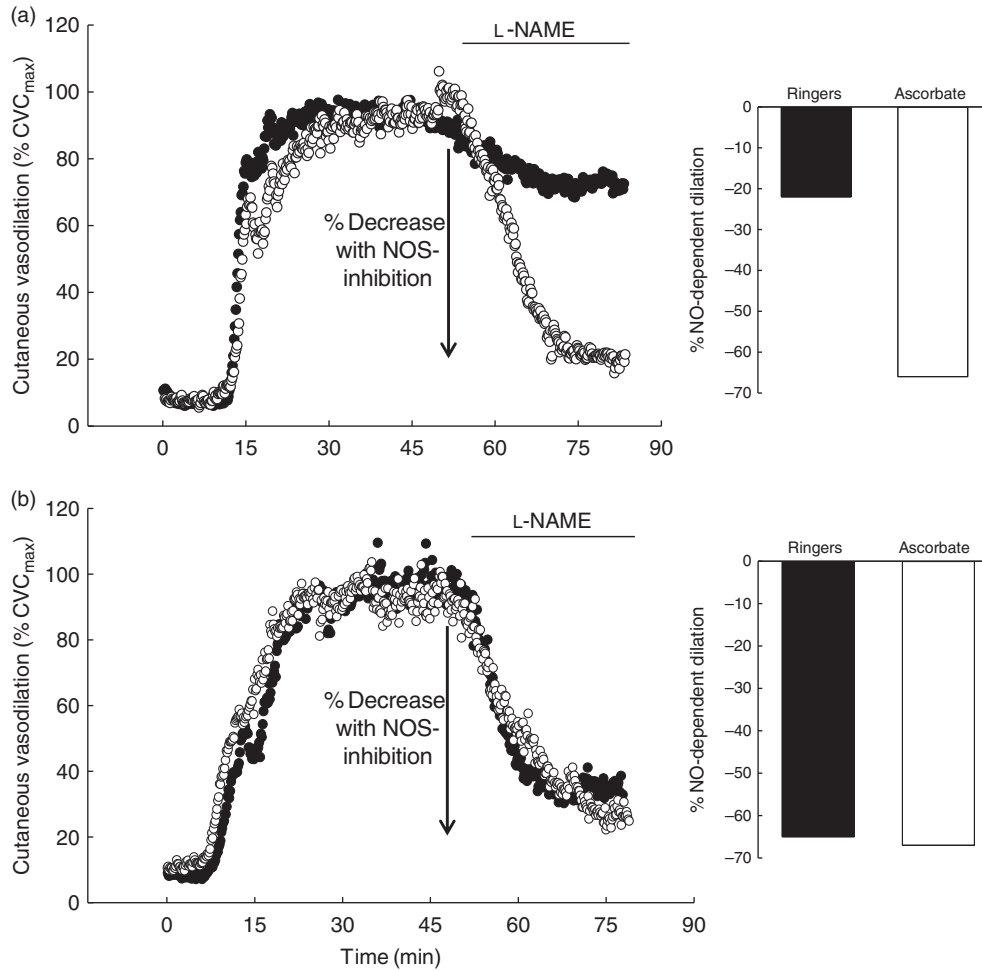 (a)
120
100
80
60
40
20
0
Cutaneous vasodilation (% CVCmax)
L-NAME
% Decrease
with NOS-
inhibition
0 15 30 45 60 75 90
Ringers Ascorbate
0
–10
–20
–30
–40
–50
–60
–70
% NO-dependent dilation
(b)
120
100
80
60
40
20
0
Cutaneous vasodilation (% CVCmax)
L-NAME
% Decrease
with NOS-
inhibition
0 15 30 45 60 75 90
Time (min)
Ringers Ascorbate
0
–10
–20
–30
–40
–50
–60
–70
% NO-dependent dilation